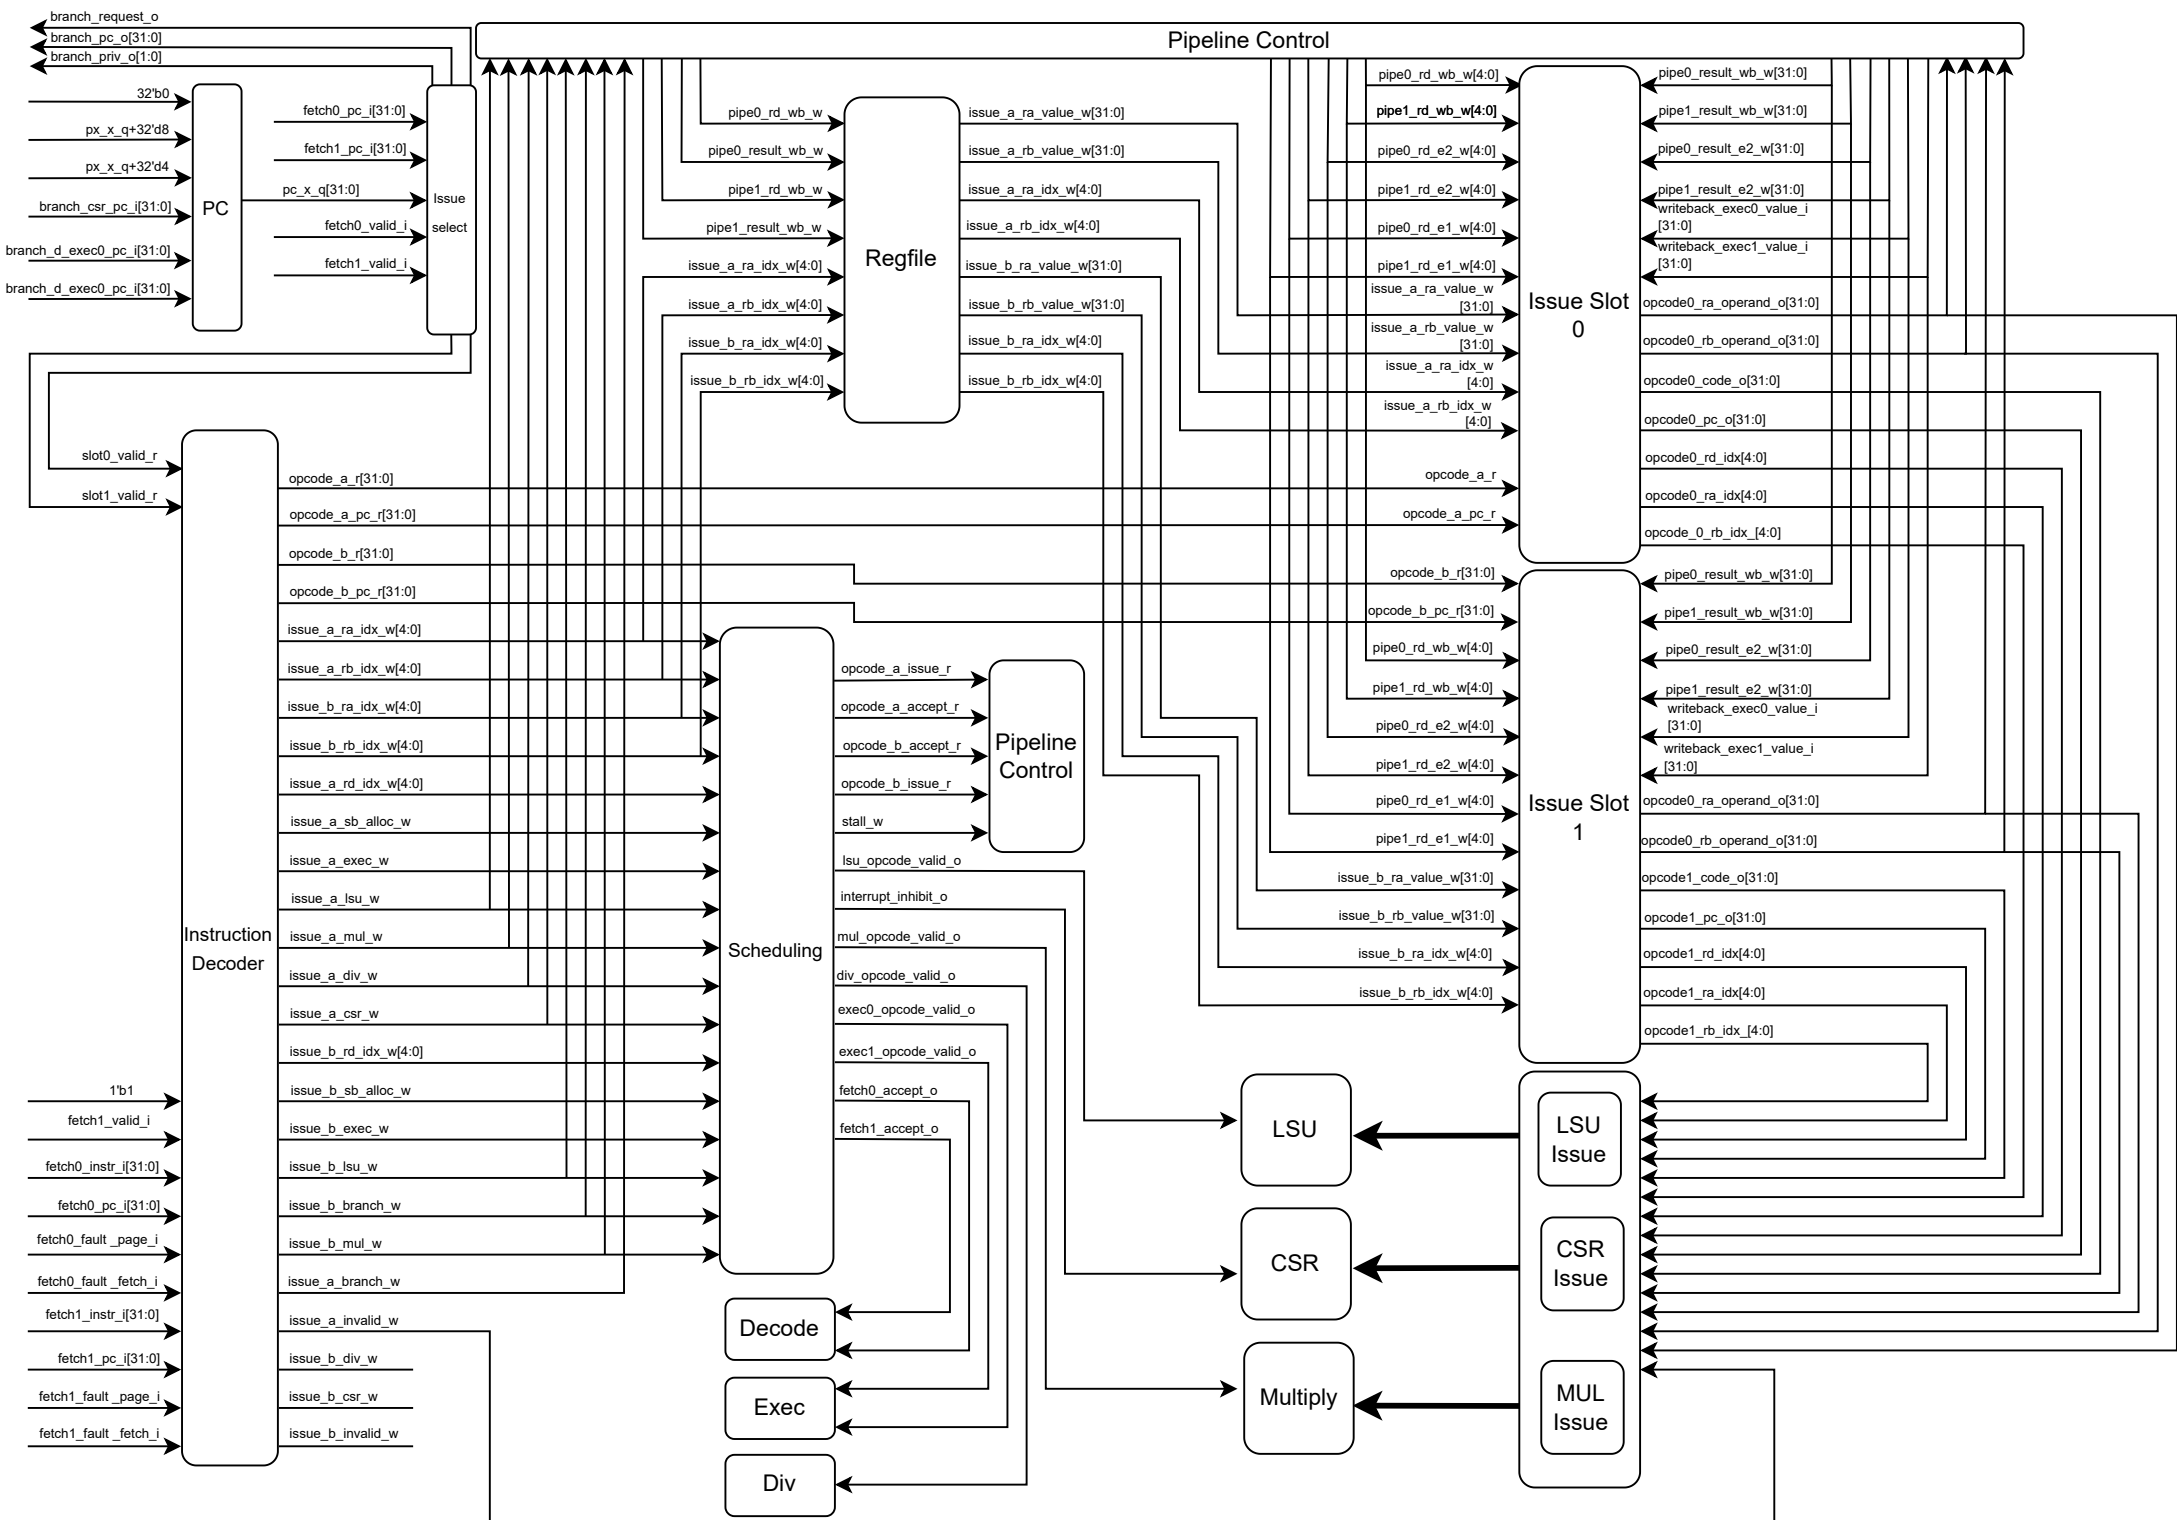 branch_request_o
branch_pc_o[31:0]
branch_priv_o[1:0]
Pipeline Control
32'b0
px_x_q+32'd8
px_x_q+32'd4
branch_csr_pc_i[31:0]
branch_d_exec0_pc_i[31:0]
branch_d_exec0_pc_i[31:0]
PC
fetch0_pc_i[31:0]
fetch1_pc_i[31:0]
pc_x_q[31:0]
fetch0_valid_i
fetch1_valid_i
Issue
select
pipe0_rd_wb_w
pipe0_result_wb_w
pipe1_rd_wb_w
pipe1_result_wb_w
issue_a_ra_idx_w[4:0]
issue_a_rb_idx_w[4:0]
issue_b_ra_idx_w[4:0]
issue_b_rb_idx_w[4:0]
Regfile
issue_a_ra_value_w[31:0]
issue_a_rb_value_w[31:0]
issue_a_ra_idx_w[4:0]
issue_a_rb_idx_w[4:0]
issue_b_ra_value_w[31:0]
issue_b_rb_value_w[31:0]
issue_b_ra_idx_w[4:0]
issue_b_rb_idx_w[4:0]
pipe0_rd_wb_w[4:0]
pipe1_rd_wb_w[4:0]
pipe0_rd_e2_w[4:0]
pipe1_rd_e2_w[4:0]
pipe0_rd_e1_w[4:0]
pipe1_rd_e1_w[4:0]
issue_a_ra_value_w
[31:0]
issue_a_rb_value_w
[31:0]
issue_a_ra_idx_w
[4:0]
issue_a_rb_idx_w
[4:0]
opcode_a_r
opcode_a_pc_r
Issue Slot
0
pipe0_result_wb_w[31:0]
pipe1_result_wb_w[31:0]
pipe0_result_e2_w[31:0]
pipe1_result_e2_w[31:0]
writeback_exec0_value_i
[31:0]
writeback_exec1_value_i
[31:0]
opcode0_ra_operand_o[31:0]
opcode0_rb_operand_o[31:0]
opcode0_code_o[31:0]
opcode0_pc_o[31:0]
opcode0_rd_idx[4:0]
opcode0_ra_idx[4:0]
opcode_0_rb_idx_[4:0]
slot0_valid_r
slot1_valid_r
1'b1
fetch1_valid_i
fetch0_instr_i[31:0]
fetch0_pc_i[31:0]
fetch0_fault _page_i
fetch0_fault _fetch_i
fetch1_instr_i[31:0]
fetch1_pc_i[31:0]
fetch1_fault _page_i
fetch1_fault _fetch_i
Instruction
Decoder
opcode_a_r[31:0]
opcode_a_pc_r[31:0]
opcode_b_r[31:0]
opcode_b_pc_r[31:0]
issue_a_ra_idx_w[4:0]
issue_a_rb_idx_w[4:0]
issue_b_ra_idx_w[4:0]
issue_b_rb_idx_w[4:0]
issue_a_rd_idx_w[4:0]
issue_a_sb_alloc_w
issue_a_exec_w
issue_a_lsu_w
issue_a_mul_w
issue_a_div_w
issue_a_csr_w
issue_b_rd_idx_w[4:0]
issue_b_sb_alloc_w
issue_b_exec_w
issue_b_lsu_w
issue_b_branch_w
issue_b_mul_w
issue_a_branch_w
issue_a_invalid_w
issue_b_div_w
issue_b_csr_w
issue_b_invalid_w
Scheduling
opcode_a_issue_r
opcode_a_accept_r
opcode_b_accept_r
opcode_b_issue_r
stall_w
lsu_opcode_valid_o
interrupt_inhibit_o
mul_opcode_valid_o
div_opcode_valid_o
exec0_opcode_valid_o
exec1_opcode_valid_o
fetch0_accept_o
fetch1_accept_o
Pipeline
Control
Decode
Exec
Div
opcode_b_r[31:0]
opcode_b_pc_r[31:0]
pipe0_rd_wb_w[4:0]
pipe1_rd_wb_w[4:0]
pipe0_rd_e2_w[4:0]
pipe1_rd_e2_w[4:0]
pipe0_rd_e1_w[4:0]
pipe1_rd_e1_w[4:0]
issue_b_ra_value_w[31:0]
issue_b_rb_value_w[31:0]
issue_b_ra_idx_w[4:0]
issue_b_rb_idx_w[4:0]
Issue Slot
1
pipe0_result_wb_w[31:0]
pipe1_result_wb_w[31:0]
pipe0_result_e2_w[31:0]
pipe1_result_e2_w[31:0]
writeback_exec0_value_i
[31:0]
writeback_exec1_value_i
[31:0]
opcode0_ra_operand_o[31:0]
opcode0_rb_operand_o[31:0]
opcode1_code_o[31:0]
opcode1_pc_o[31:0]
opcode1_rd_idx[4:0]
opcode1_ra_idx[4:0]
opcode1_rb_idx_[4:0]
LSU
CSR
Multiply
LSU
Issue
CSR
Issue
MUL
Issue